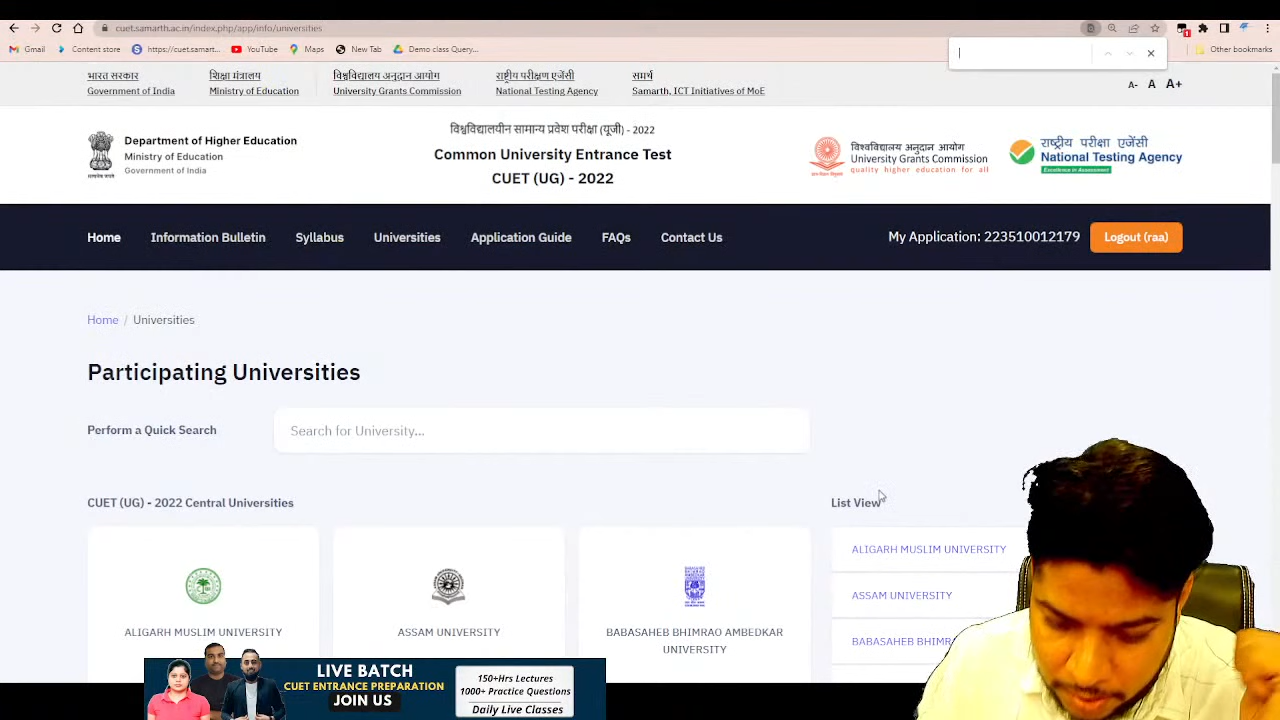 cuet.samarth.ac.in/index.php/app/info/universities
Gmail
Content store
https://cuet.samart...
YouTube
Maps
New Tab
Demo class Query...
Other bookmarks
भारत सरकार
Government of India
शिक्षा मंत्रालय
Ministry of Education
विश्वविद्यालय अनुदान आयोग
University Grants Commission
राष्ट्रीय परीक्षण एजेंसी
National Testing Agency
समर्थ
Samarth, ICT Initiatives of MoE
A- A A+
Department of Higher Education
Ministry of Education
Government of India
विश्वविद्यालयीन सामान्य प्रवेश परीक्षा (यूजी) - 2022
Common University Entrance Test
CUET (UG) - 2022
विश्वविद्यालय अनुदान आयोग
University Grants Commission
quality higher education for all
राष्ट्रीय परीक्षा एजेंसी
National Testing Agency
Excellence in Assessment
Home Information Bulletin Syllabus Universities Application Guide FAQs Contact Us
My Application: 223510012179 Logout (raa)
Home / Universities
Participating Universities
Perform a Quick Search
Search for University...
CUET (UG) - 2022 Central Universities
List View
ALIGARH MUSLIM UNIVERSITY
ASSAM UNIVERSITY
BABASAHEB BHIMRAO AMBEDKAR
UNIVERSITY
ALIGARH MUSLIM UNIVERSITY
ASSAM UNIVERSITY
BABASAHEB
LIVE BATCH
CUET ENTRANCE PREPARATION
JOIN US
150+Hrs Lectures
1000+ Practice Questions
Daily Live Classes